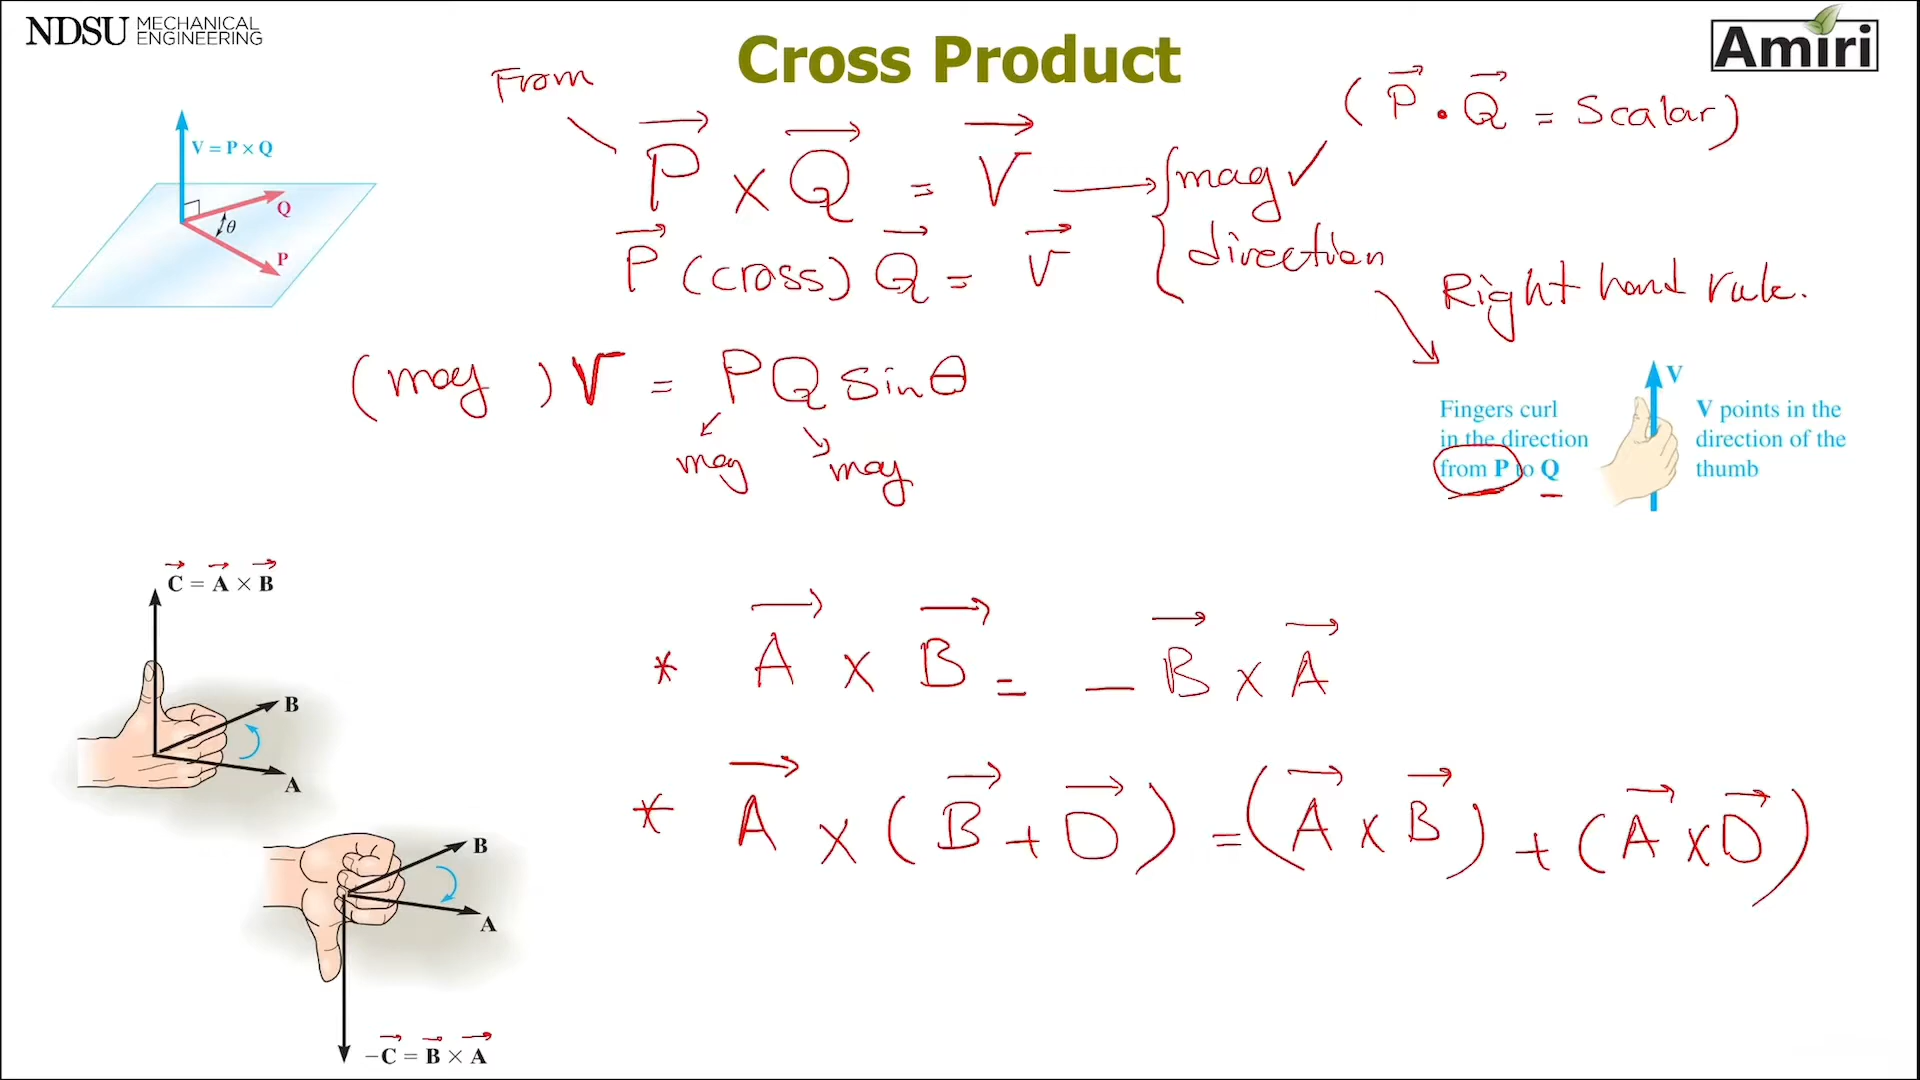 NDSU MECHANICAL ENGINEERING
Cross Product
Amiri
From
(P⃗ • Q⃗ = Scalar)
V = P × Q
Q
θ
P
P⃗ × Q⃗ = V⃗ → { mag ✓
direction
P⃗ (cross) Q⃗ = V⃗
Right hand rule.
(mag) V = PQ sinθ
mag mag
V
Fingers curl
in the direction
from P to Q
V points in the
direction of the
thumb
C⃗ = A⃗ × B⃗
B
A
* A⃗ × B⃗ = – B⃗ × A⃗
* A⃗ × (B⃗ + D⃗) = (A⃗ × B⃗) + (A⃗ × D⃗)
B
A
–C⃗ = B⃗ × A⃗